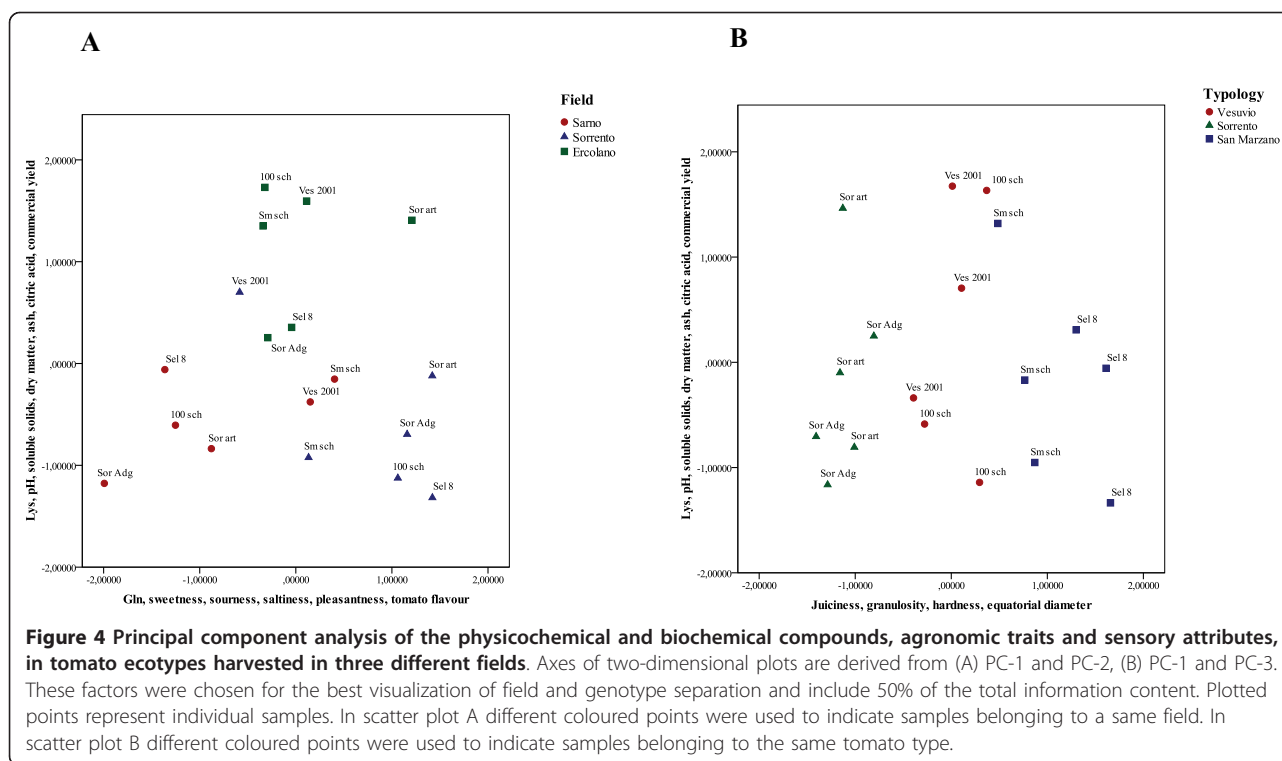 A
Field
Sarno
Sorrento
Ercolano
Lys, pH, soluble solids, dry matter, ash, citric acid, commercial yield
2,00000
1,00000
,00000
-1,00000
-2,00000
100 sch
Ves 2001
Sm sch
Sor art
Ves 2001
Sel 8
Sor Adg
Sel 8
Sm sch
Sor art
Ves 2001
100 sch
Sor art
Sor Adg
Sm sch
100 sch
Sor Adg
Sel 8
-2,00000 -1,00000 ,00000 1,00000 2,00000
Gln, sweetness, sourness, saltiness, pleasantness, tomato flavour
B
Typology
Vesuvio
Sorrento
San Marzano
Lys, pH, soluble solids, dry matter, ash, citric acid, commercial yield
2,00000
1,00000
,00000
-1,00000
-2,00000
Ves 2001
100 sch
Sor art
Sm sch
Ves 2001
Sor Adg
Sel 8
Sor art
Sel 8
Sm sch
Ves 2001
100 sch
Sor Adg
Sor art
Sm sch
Sor Adg
100 sch
Sel 8
-2,00000 -1,00000 ,00000 1,00000 2,00000
Juiciness, granulosity, hardness, equatorial diameter
Figure 4 Principal component analysis of the physicochemical and biochemical compounds, agronomic traits and sensory attributes,
in tomato ecotypes harvested in three different fields. Axes of two-dimensional plots are derived from (A) PC-1 and PC-2, (B) PC-1 and PC-3.
These factors were chosen for the best visualization of field and genotype separation and include 50% of the total information content. Plotted
points represent individual samples. In scatter plot A different coloured points were used to indicate samples belonging to a same field. In
scatter plot B different coloured points were used to indicate samples belonging to the same tomato type.